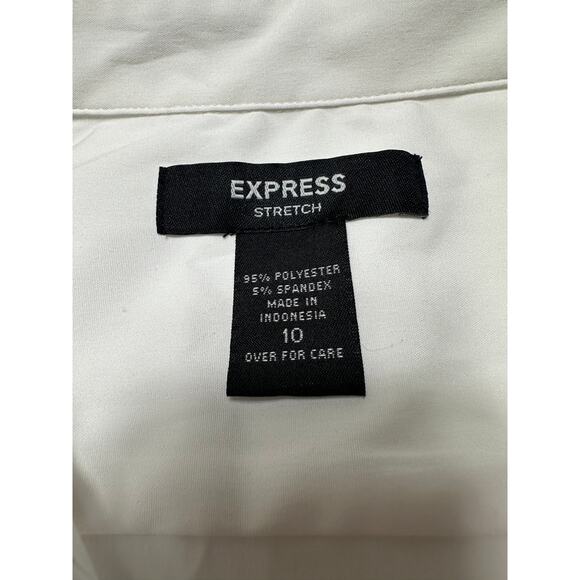 EXPRESS
STRETCH
95% POLYESTER
5% SPANDEX
MADE IN
INDONESIA
10
OVER FOR CARE